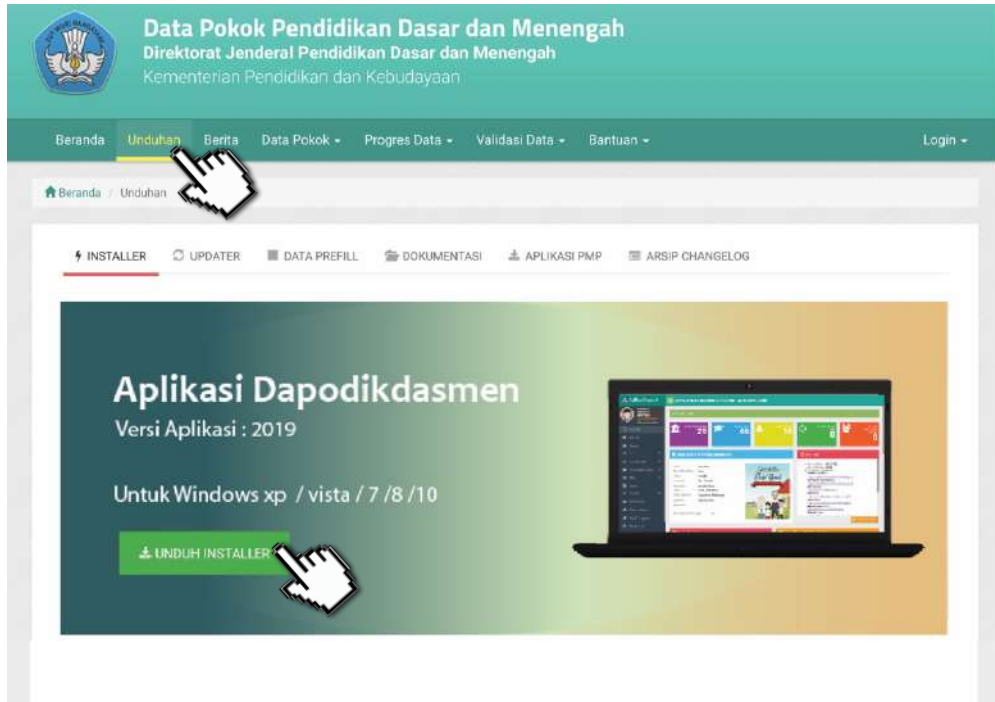 Data Pokok Pendidikan Dasar dan Menengah
Direktorat Jenderal Pendidikan Dasar dan Menengah
Kementerian Pendidikan dan Kebudayaan
Beranda Unduhan Berita Data Pokok Progres Data Validasi Data Bantuan Login
Beranda / Unduhan
INSTALLER UPDATER DATA PREFILL DOKUMENTASI APLIKASI PMP ARSIP CHANGELOG
Aplikasi Dapodikdasmen
Versi Aplikasi : 2019
Untuk Windows xp / vista / 7 /8 /10
UNDUH INSTALLER